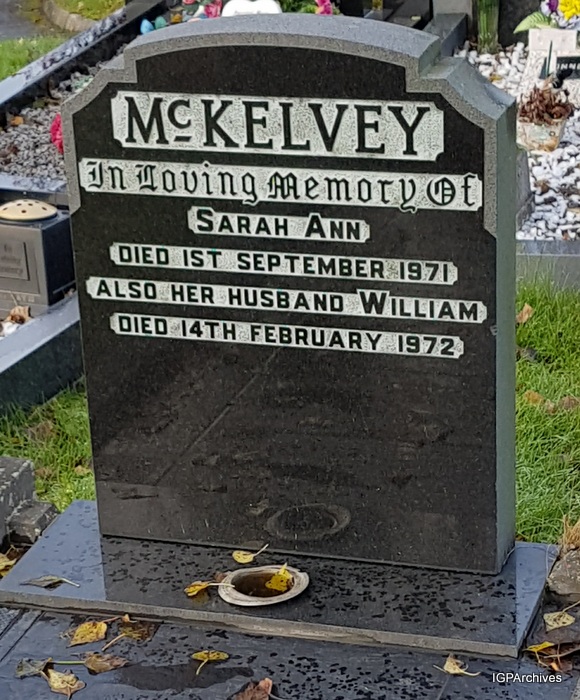 McKELVEY
In Loving Memory Of
SARAH ANN
DIED 1ST SEPTEMBER 1971
ALSO HER HUSBAND WILLIAM
DIED 14TH FEBRUARY 1972
IGPArchives